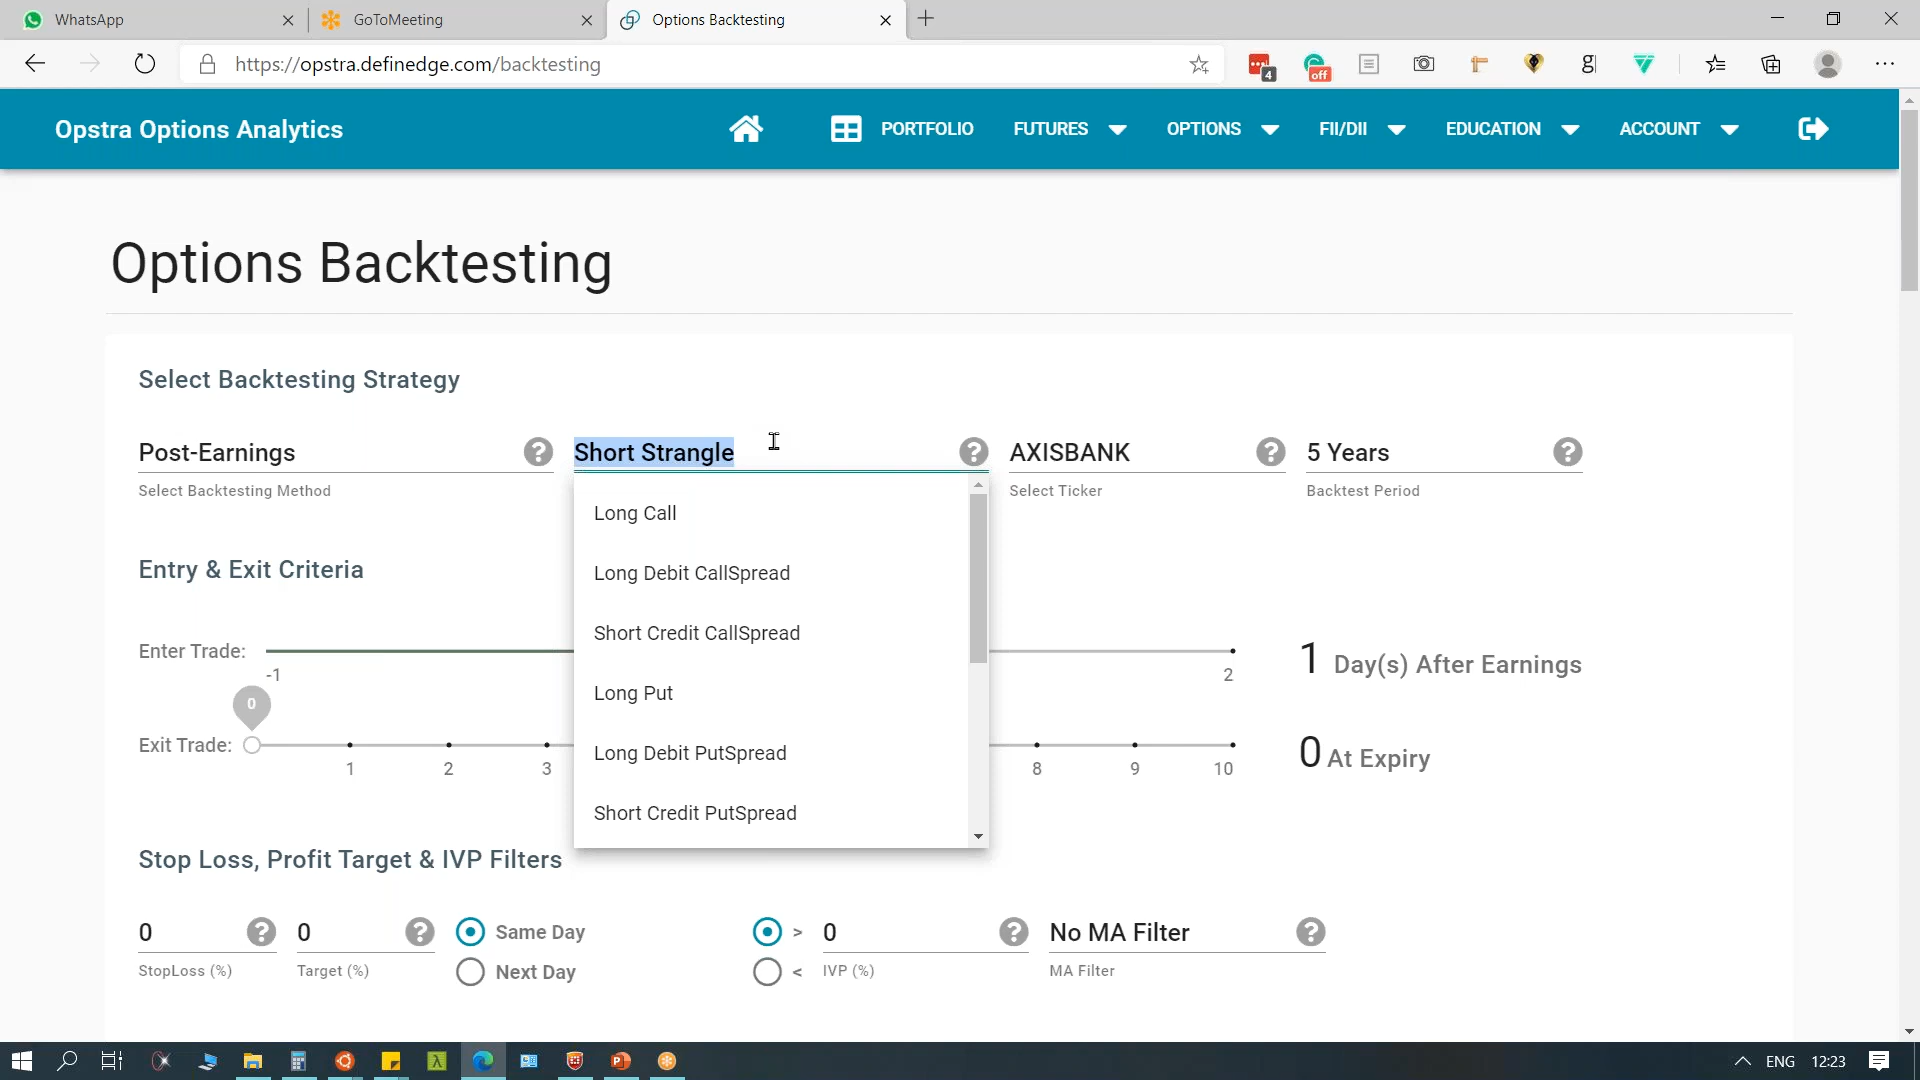 WhatsApp
GoToMeeting
Options Backtesting
https://opstra.definedge.com/backtesting
4
off
g
Opstra Options Analytics
PORTFOLIO
FUTURES
OPTIONS
FII/DII
EDUCATION
ACCOUNT
Options Backtesting
Select Backtesting Strategy
Post-Earnings ?
Short Strangle ?
AXISBANK ?
5 Years ?
Select Backtesting Method
Select Ticker
Backtest Period
Long Call
Long Debit CallSpread
Short Credit CallSpread
Long Put
Long Debit PutSpread
Short Credit PutSpread
Entry & Exit Criteria
Enter Trade:
-1
2
1 Day(s) After Earnings
0
Exit Trade:
1 2 3 8 9 10
0 At Expiry
Stop Loss, Profit Target & IVP Filters
0 ?
0 ?
Same Day
> 0 ?
No MA Filter ?
StopLoss (%)
Target (%)
Next Day
< IVP (%)
MA Filter
ENG 12:23